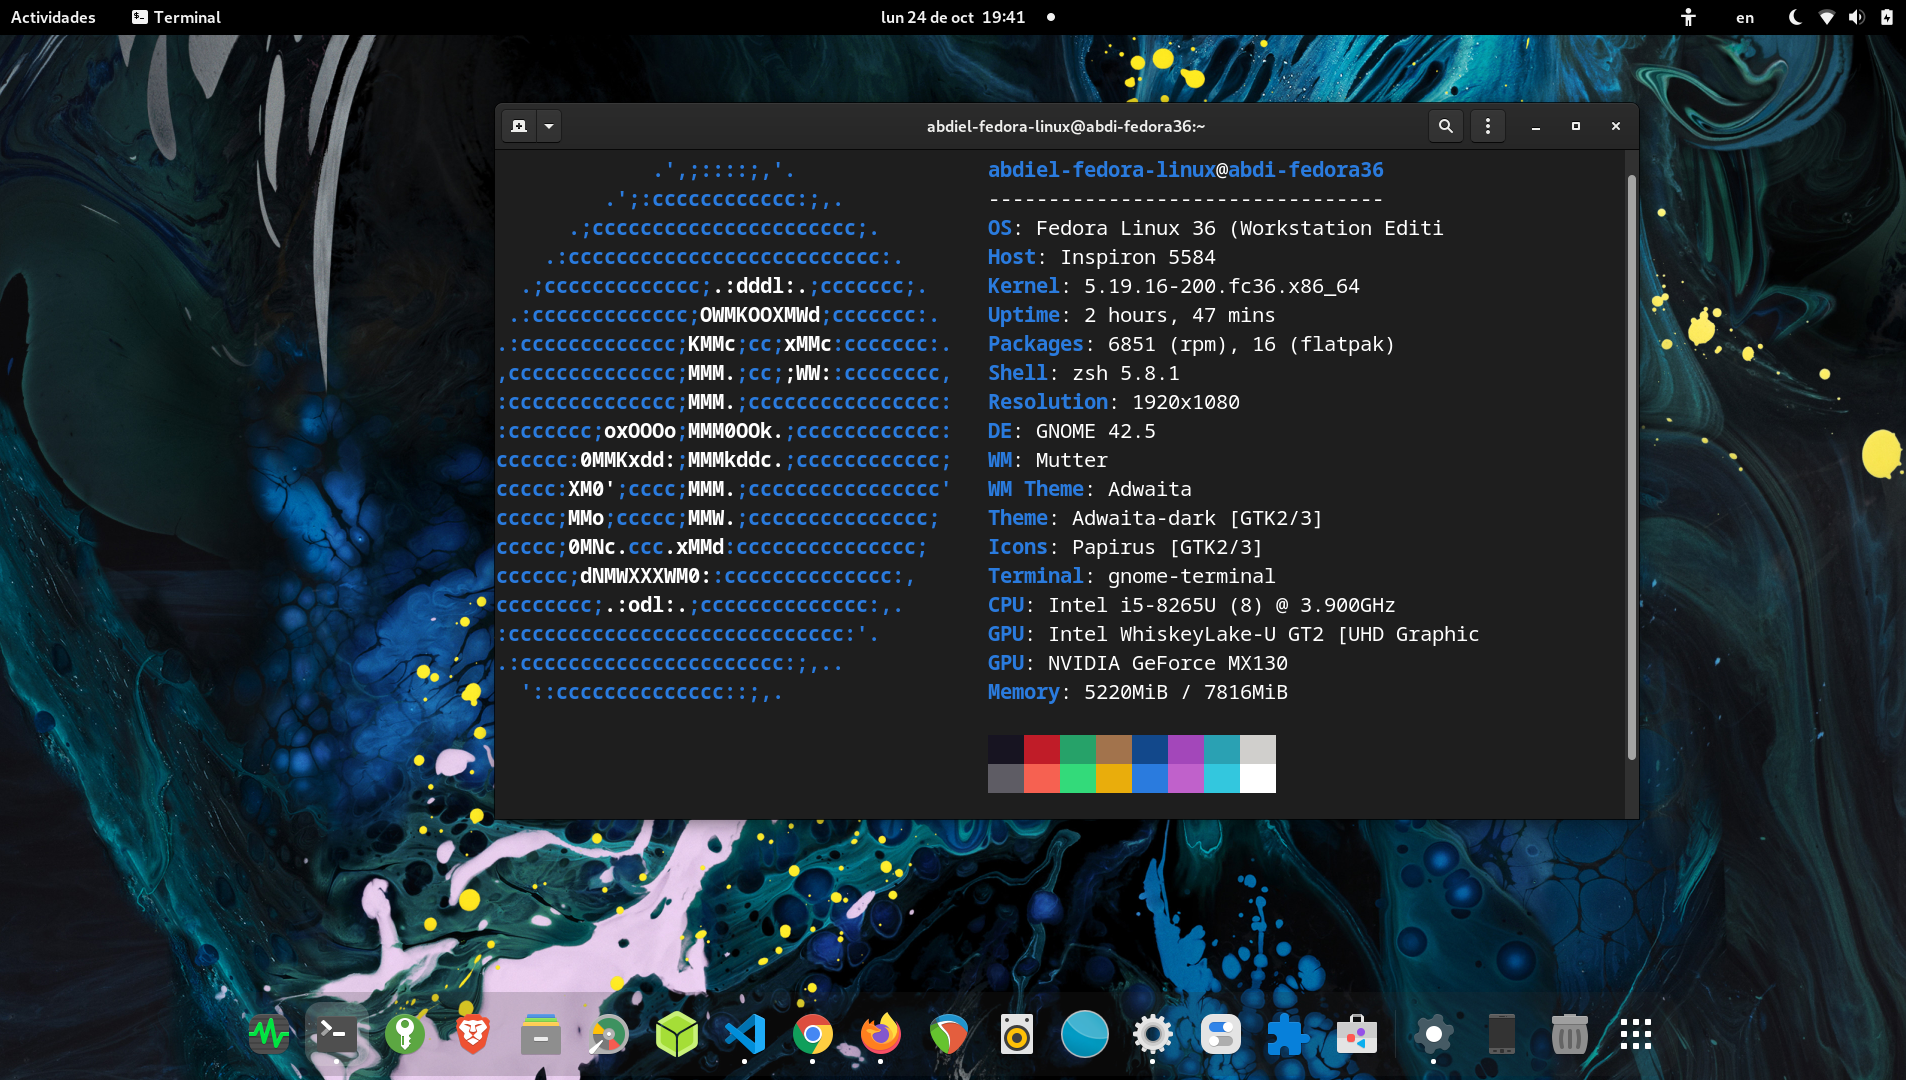 Actividades
Terminal
lun 24 de oct 19:41
en
abdiel-fedora-linux@abdi-fedora36:~
.',;::::;,'.
.';:cccccccccccc:;,.
.;cccccccccccccccccccccc;.
.:cccccccccccccccccccccccccc:.
.;ccccccccccccc;.:dddl:.;ccccccc;.
.:ccccccccccccc;OWMKOOXMWd;ccccccc:.
.:ccccccccccccc;KMMc;cc;xMMc:ccccccc:.
,cccccccccccccc;MMM.;cc;;WW::cccccccc,
:cccccccccccccc;MMM.;cccccccccccccccc:
:ccccccc;oxOOOo;MMM0OOk.;cccccccccccc:
cccccc:0MMKxdd:;MMMkddc.;cccccccccccc;
ccccc:XM0';cccc;MMM.;cccccccccccccccc'
ccccc;MMo;ccccc;MMW.;ccccccccccccccc;
ccccc;0MNc.ccc.xMMd:ccccccccccccccc;
cccccc;dNMWXXXWM0::cccccccccccccc:,
cccccccc;.:odl:.;cccccccccccccc:,.
:cccccccccccccccccccccccccccc:'.
.:cccccccccccccccccccccc:;,..
'::cccccccccccccc::;,.
abdiel-fedora-linux@abdi-fedora36
---------------------------------
OS: Fedora Linux 36 (Workstation Editi
Host: Inspiron 5584
Kernel: 5.19.16-200.fc36.x86_64
Uptime: 2 hours, 47 mins
Packages: 6851 (rpm), 16 (flatpak)
Shell: zsh 5.8.1
Resolution: 1920x1080
DE: GNOME 42.5
WM: Mutter
WM Theme: Adwaita
Theme: Adwaita-dark [GTK2/3]
Icons: Papirus [GTK2/3]
Terminal: gnome-terminal
CPU: Intel i5-8265U (8) @ 3.900GHz
GPU: Intel WhiskeyLake-U GT2 [UHD Graphic
GPU: NVIDIA GeForce MX130
Memory: 5220MiB / 7816MiB